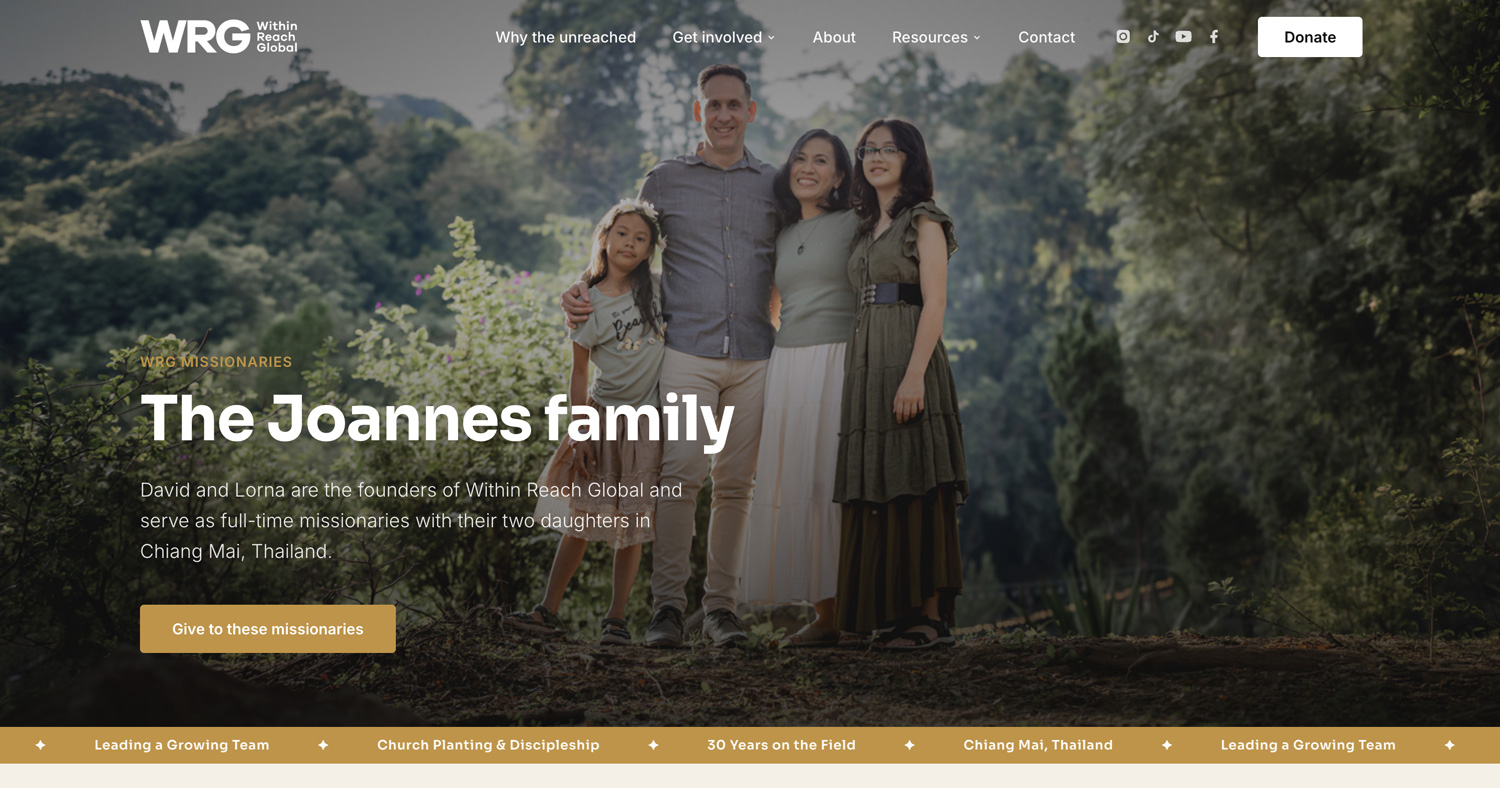 WRG
Within
Reach
Global
Why the unreached
Get involved
About
Resources
Contact
Donate
WRG MISSIONARIES
The Joannes family
David and Lorna are the founders of Within Reach Global and
serve as full-time missionaries with their two daughters in
Chiang Mai, Thailand.
Give to these missionaries
Leading a Growing Team
Church Planting & Discipleship
30 Years on the Field
Chiang Mai, Thailand
Leading a Growing Team